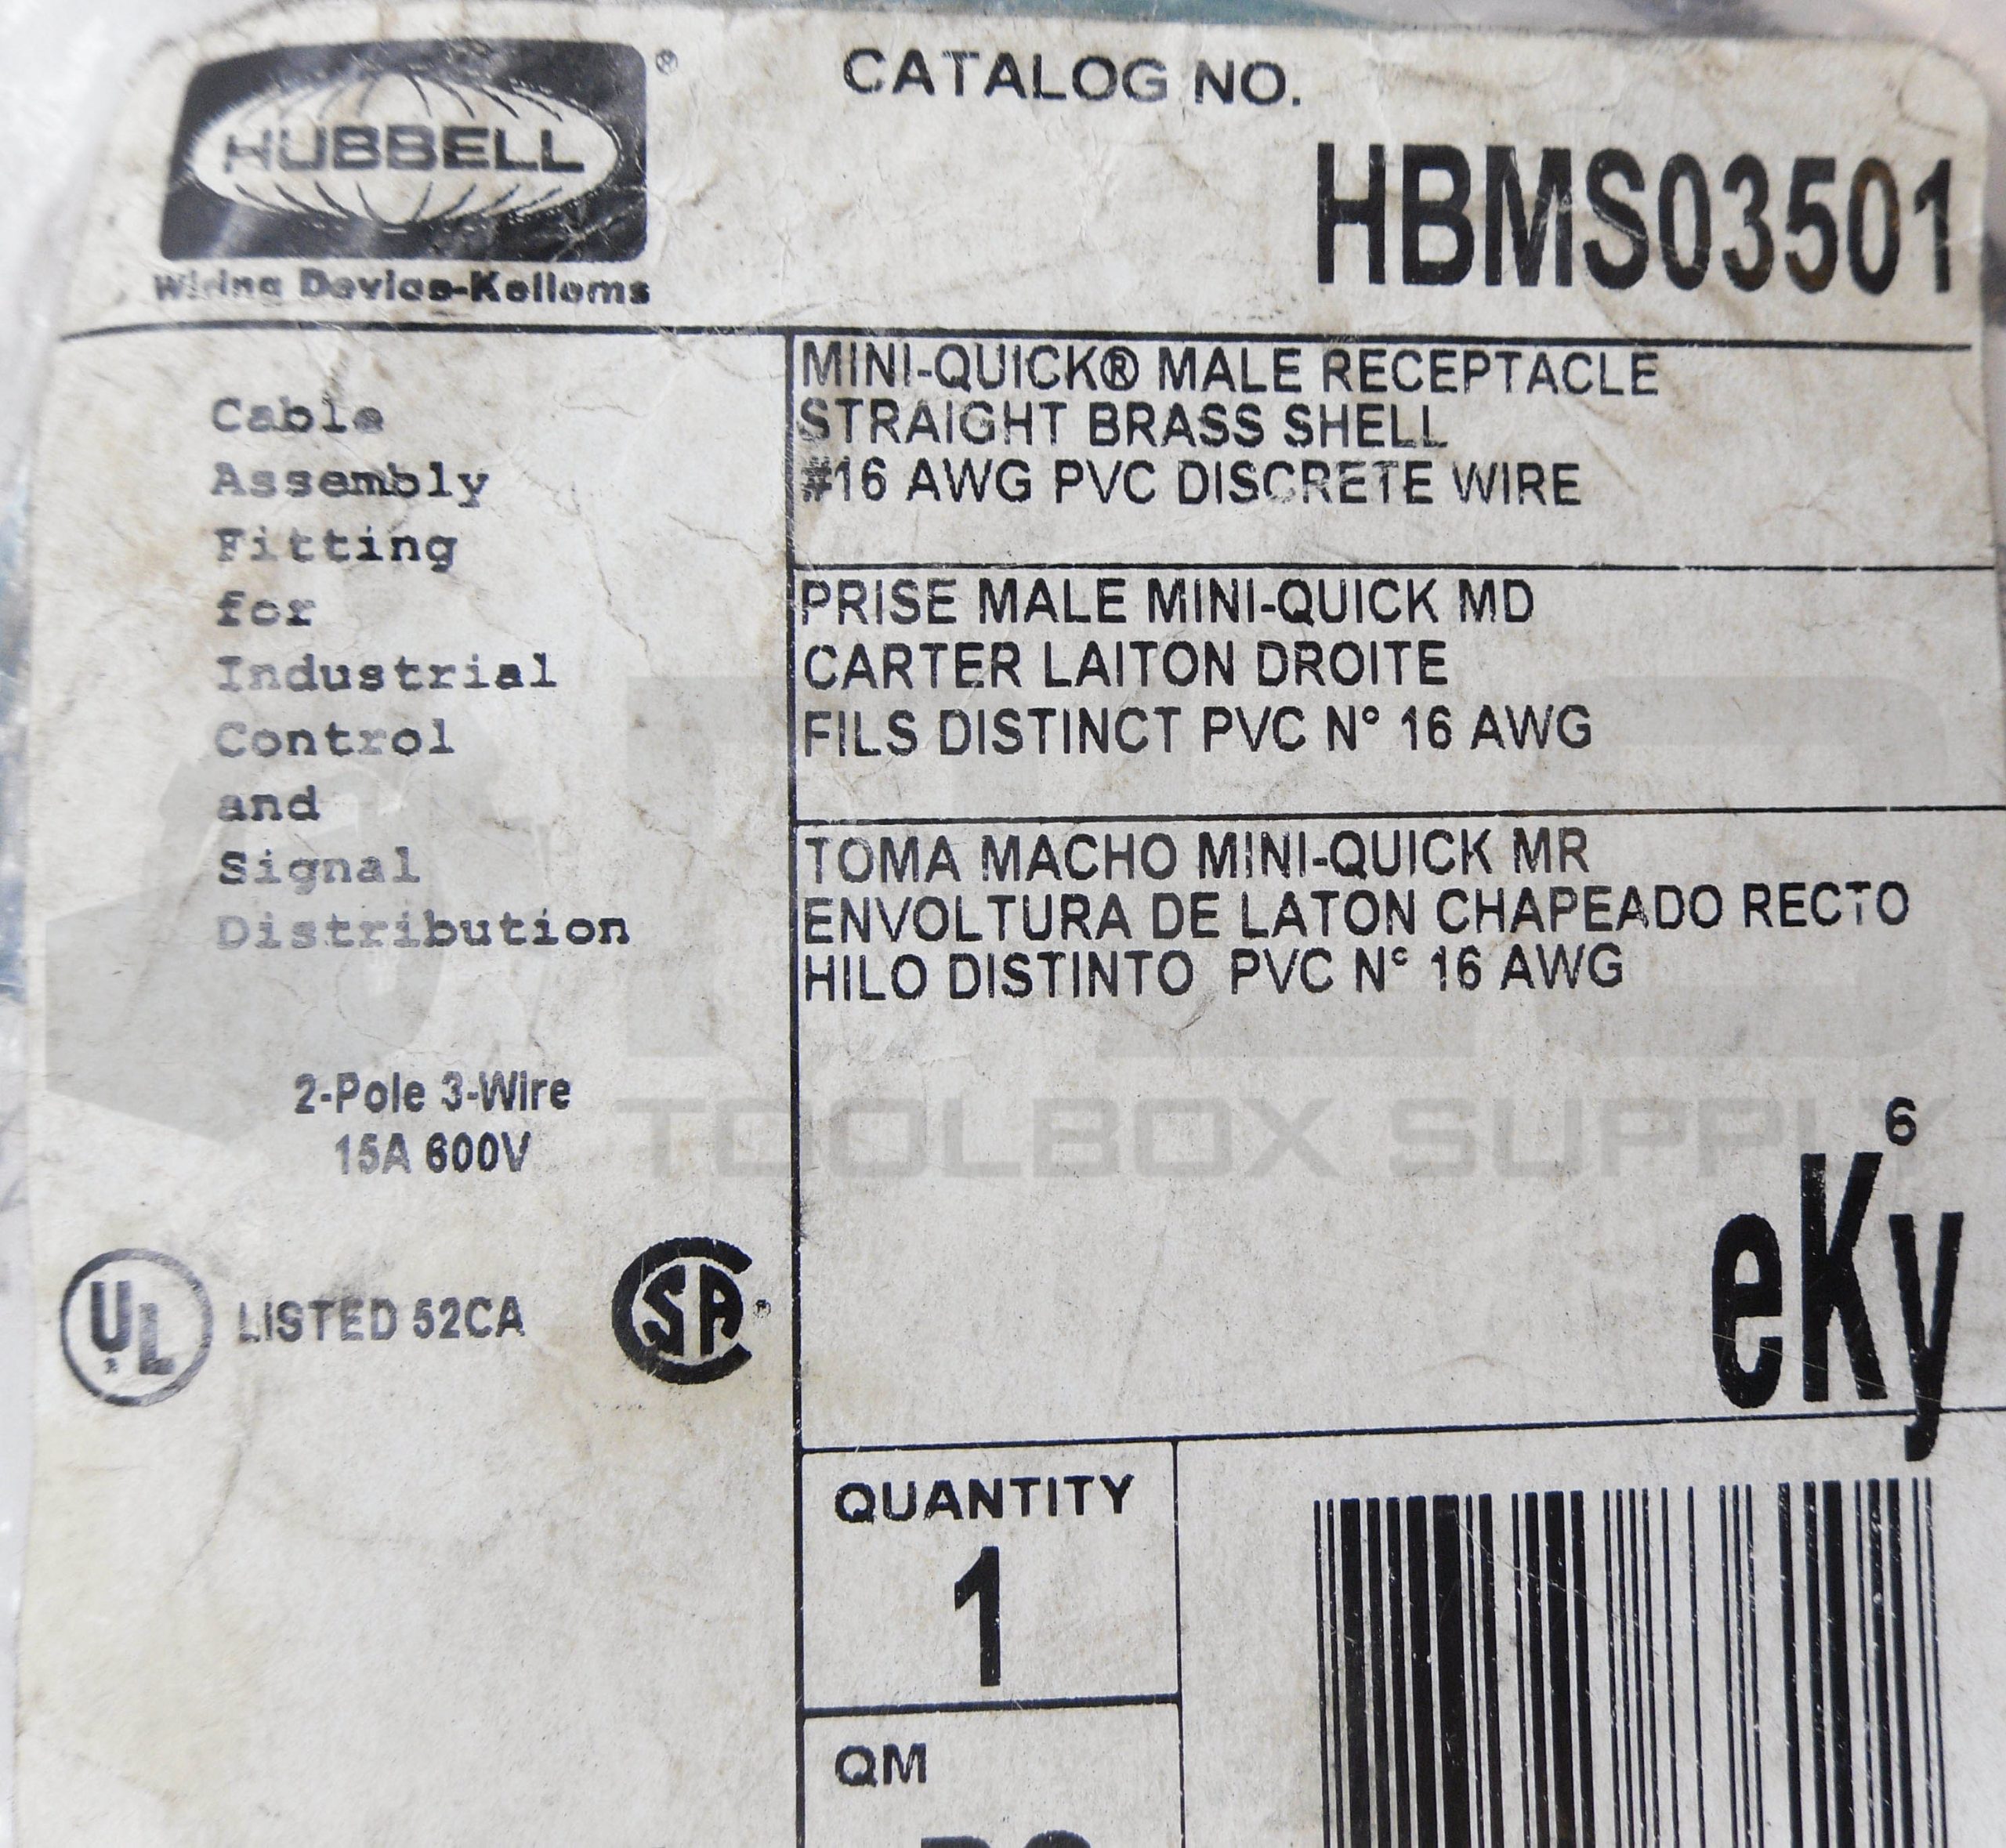 HUBBELL ®
Wiring Device-Kellems
CATALOG NO.
HBMS03501
Cable
Assembly
Fitting
for
Industrial
Control
and
Signal
Distribution
2-Pole 3-Wire
15A 600V
UL LISTED 52CA
CSA
MINI-QUICK® MALE RECEPTACLE
STRAIGHT BRASS SHELL
#16 AWG PVC DISCRETE WIRE
PRISE MALE MINI-QUICK MD
CARTER LAITON DROITE
FILS DISTINCT PVC N° 16 AWG
TOMA MACHO MINI-QUICK MR
ENVOLTURA DE LATON CHAPEADO RECTO
HILO DISTINTO PVC N° 16 AWG
TOOLBOX SUPPLY
6
eKy
QUANTITY
1
QM